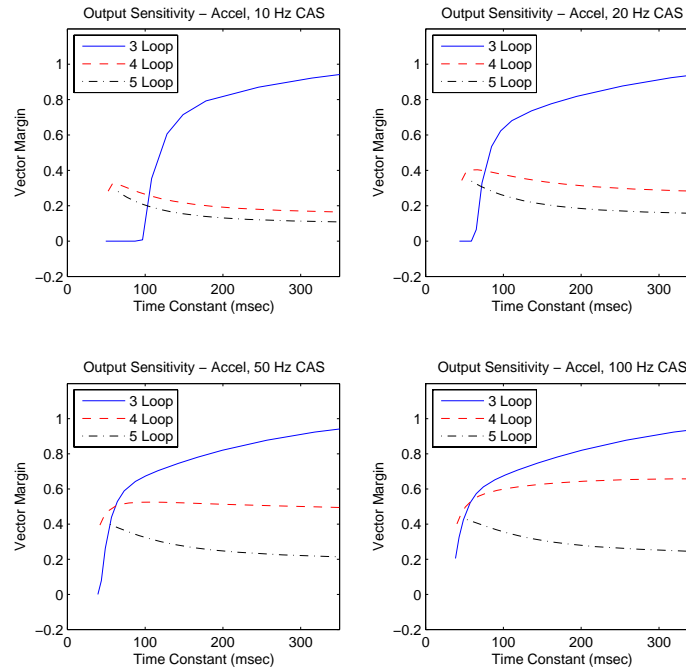 Output Sensitivity − Accel, 10 Hz CAS
3 Loop
4 Loop
5 Loop
1
0.8
0.6
0.4
0.2
0
−0.2
Vector Margin
0
100
200
300
Time Constant (msec)
Output Sensitivity − Accel, 20 Hz CAS
3 Loop
4 Loop
5 Loop
1
0.8
0.6
0.4
0.2
0
−0.2
Vector Margin
0
100
200
300
Time Constant (msec)
Output Sensitivity − Accel, 50 Hz CAS
3 Loop
4 Loop
5 Loop
1
0.8
0.6
0.4
0.2
0
−0.2
Vector Margin
0
100
200
300
Time Constant (msec)
Output Sensitivity − Accel, 100 Hz CAS
3 Loop
4 Loop
5 Loop
1
0.8
0.6
0.4
0.2
0
−0.2
Vector Margin
0
100
200
300
Time Constant (msec)